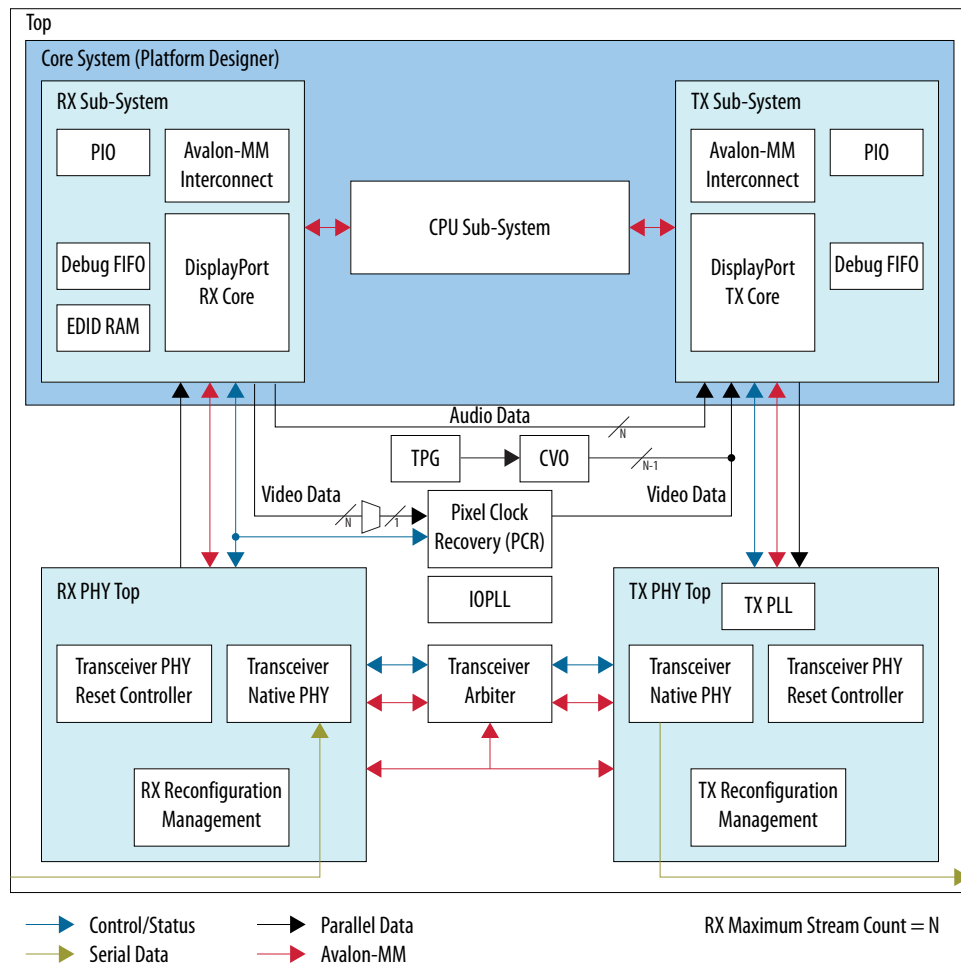 Top
Core System (Platform Designer)
RX Sub-System
PIO
Avalon-MM
Interconnect
Debug FIFO
EDID RAM
DisplayPort
RX Core
CPU Sub-System
TX Sub-System
Avalon-MM
Interconnect
PIO
DisplayPort
TX Core
Debug FIFO
Audio Data
N
TPG
CVO
N-1
Video Data
N
1
Pixel Clock
Recovery (PCR)
Video Data
IOPLL
RX PHY Top
Transceiver PHY
Reset Controller
Transceiver
Native PHY
RX Reconfiguration
Management
Transceiver
Arbiter
TX PHY Top
TX PLL
Transceiver
Native PHY
Transceiver PHY
Reset Controller
TX Reconfiguration
Management
Control/Status
Parallel Data
RX Maximum Stream Count = N
Serial Data
Avalon-MM